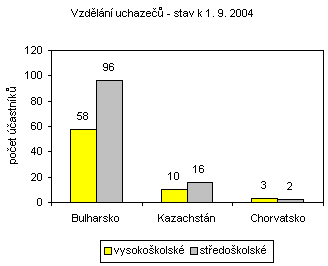 Vzdělání uchazečů - stav k 1. 9. 2004
počet účastníků
120
100
80
60
40
20
0
58
96
10
16
3
2
Bulharsko
Kazachstán
Chorvatsko
vysokoškolské
středoškolské